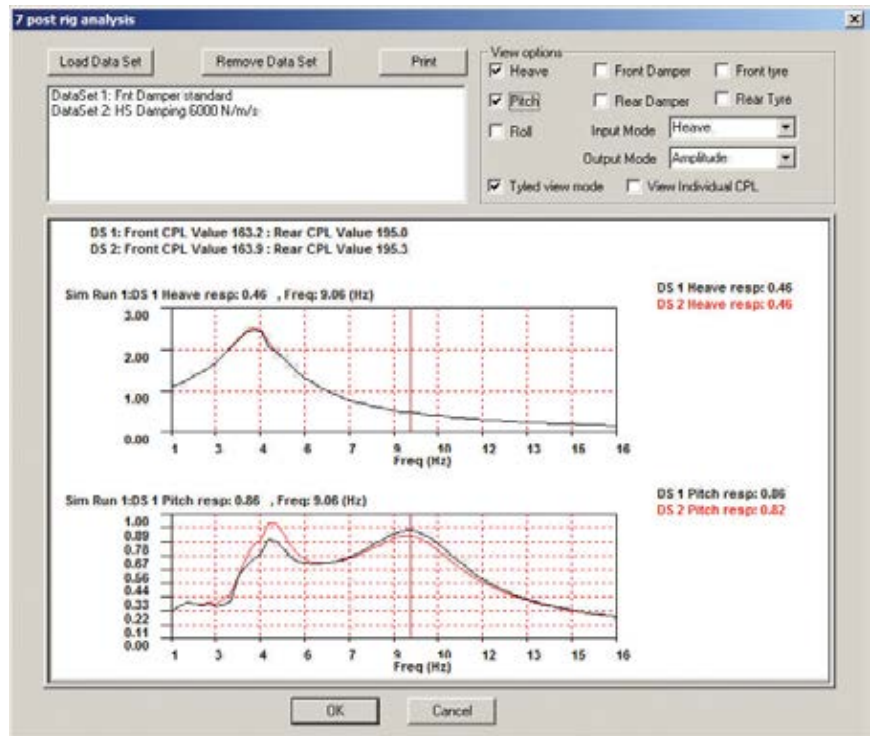 7 post rig analysis
Load Data Set
Remove Data Set
Print
DataSet 1: Fnt Damper standard
DataSet 2: HS Damping 6000 N/m/s
View options
Heave
Front Damper
Front tyre
Pitch
Rear Damper
Rear Tyre
Roll
Input Mode
Heave
Output Mode
Amplitude
Tyled view mode
View Individual CPL
DS 1: Front CPL Value 163.2 : Rear CPL Value 195.0
DS 2: Front CPL Value 163.9 : Rear CPL Value 195.3
Sim Run 1:DS 1 Heave resp: 0.46 , Freq: 9.06 (Hz)
DS 1 Heave resp: 0.46
DS 2 Heave resp: 0.46
3.00
2.00
1.00
0.00
1 3 4 6 7 9 10 12 13 15 16
Freq (Hz)
Sim Run 1:DS 1 Pitch resp: 0.86 , Freq: 9.06 (Hz)
DS 1 Pitch resp: 0.86
DS 2 Pitch resp: 0.82
1.00
0.89
0.78
0.67
0.56
0.44
0.33
0.22
0.11
0.00
1 3 4 6 7 9 10 12 13 15 16
Freq (Hz)
OK
Cancel